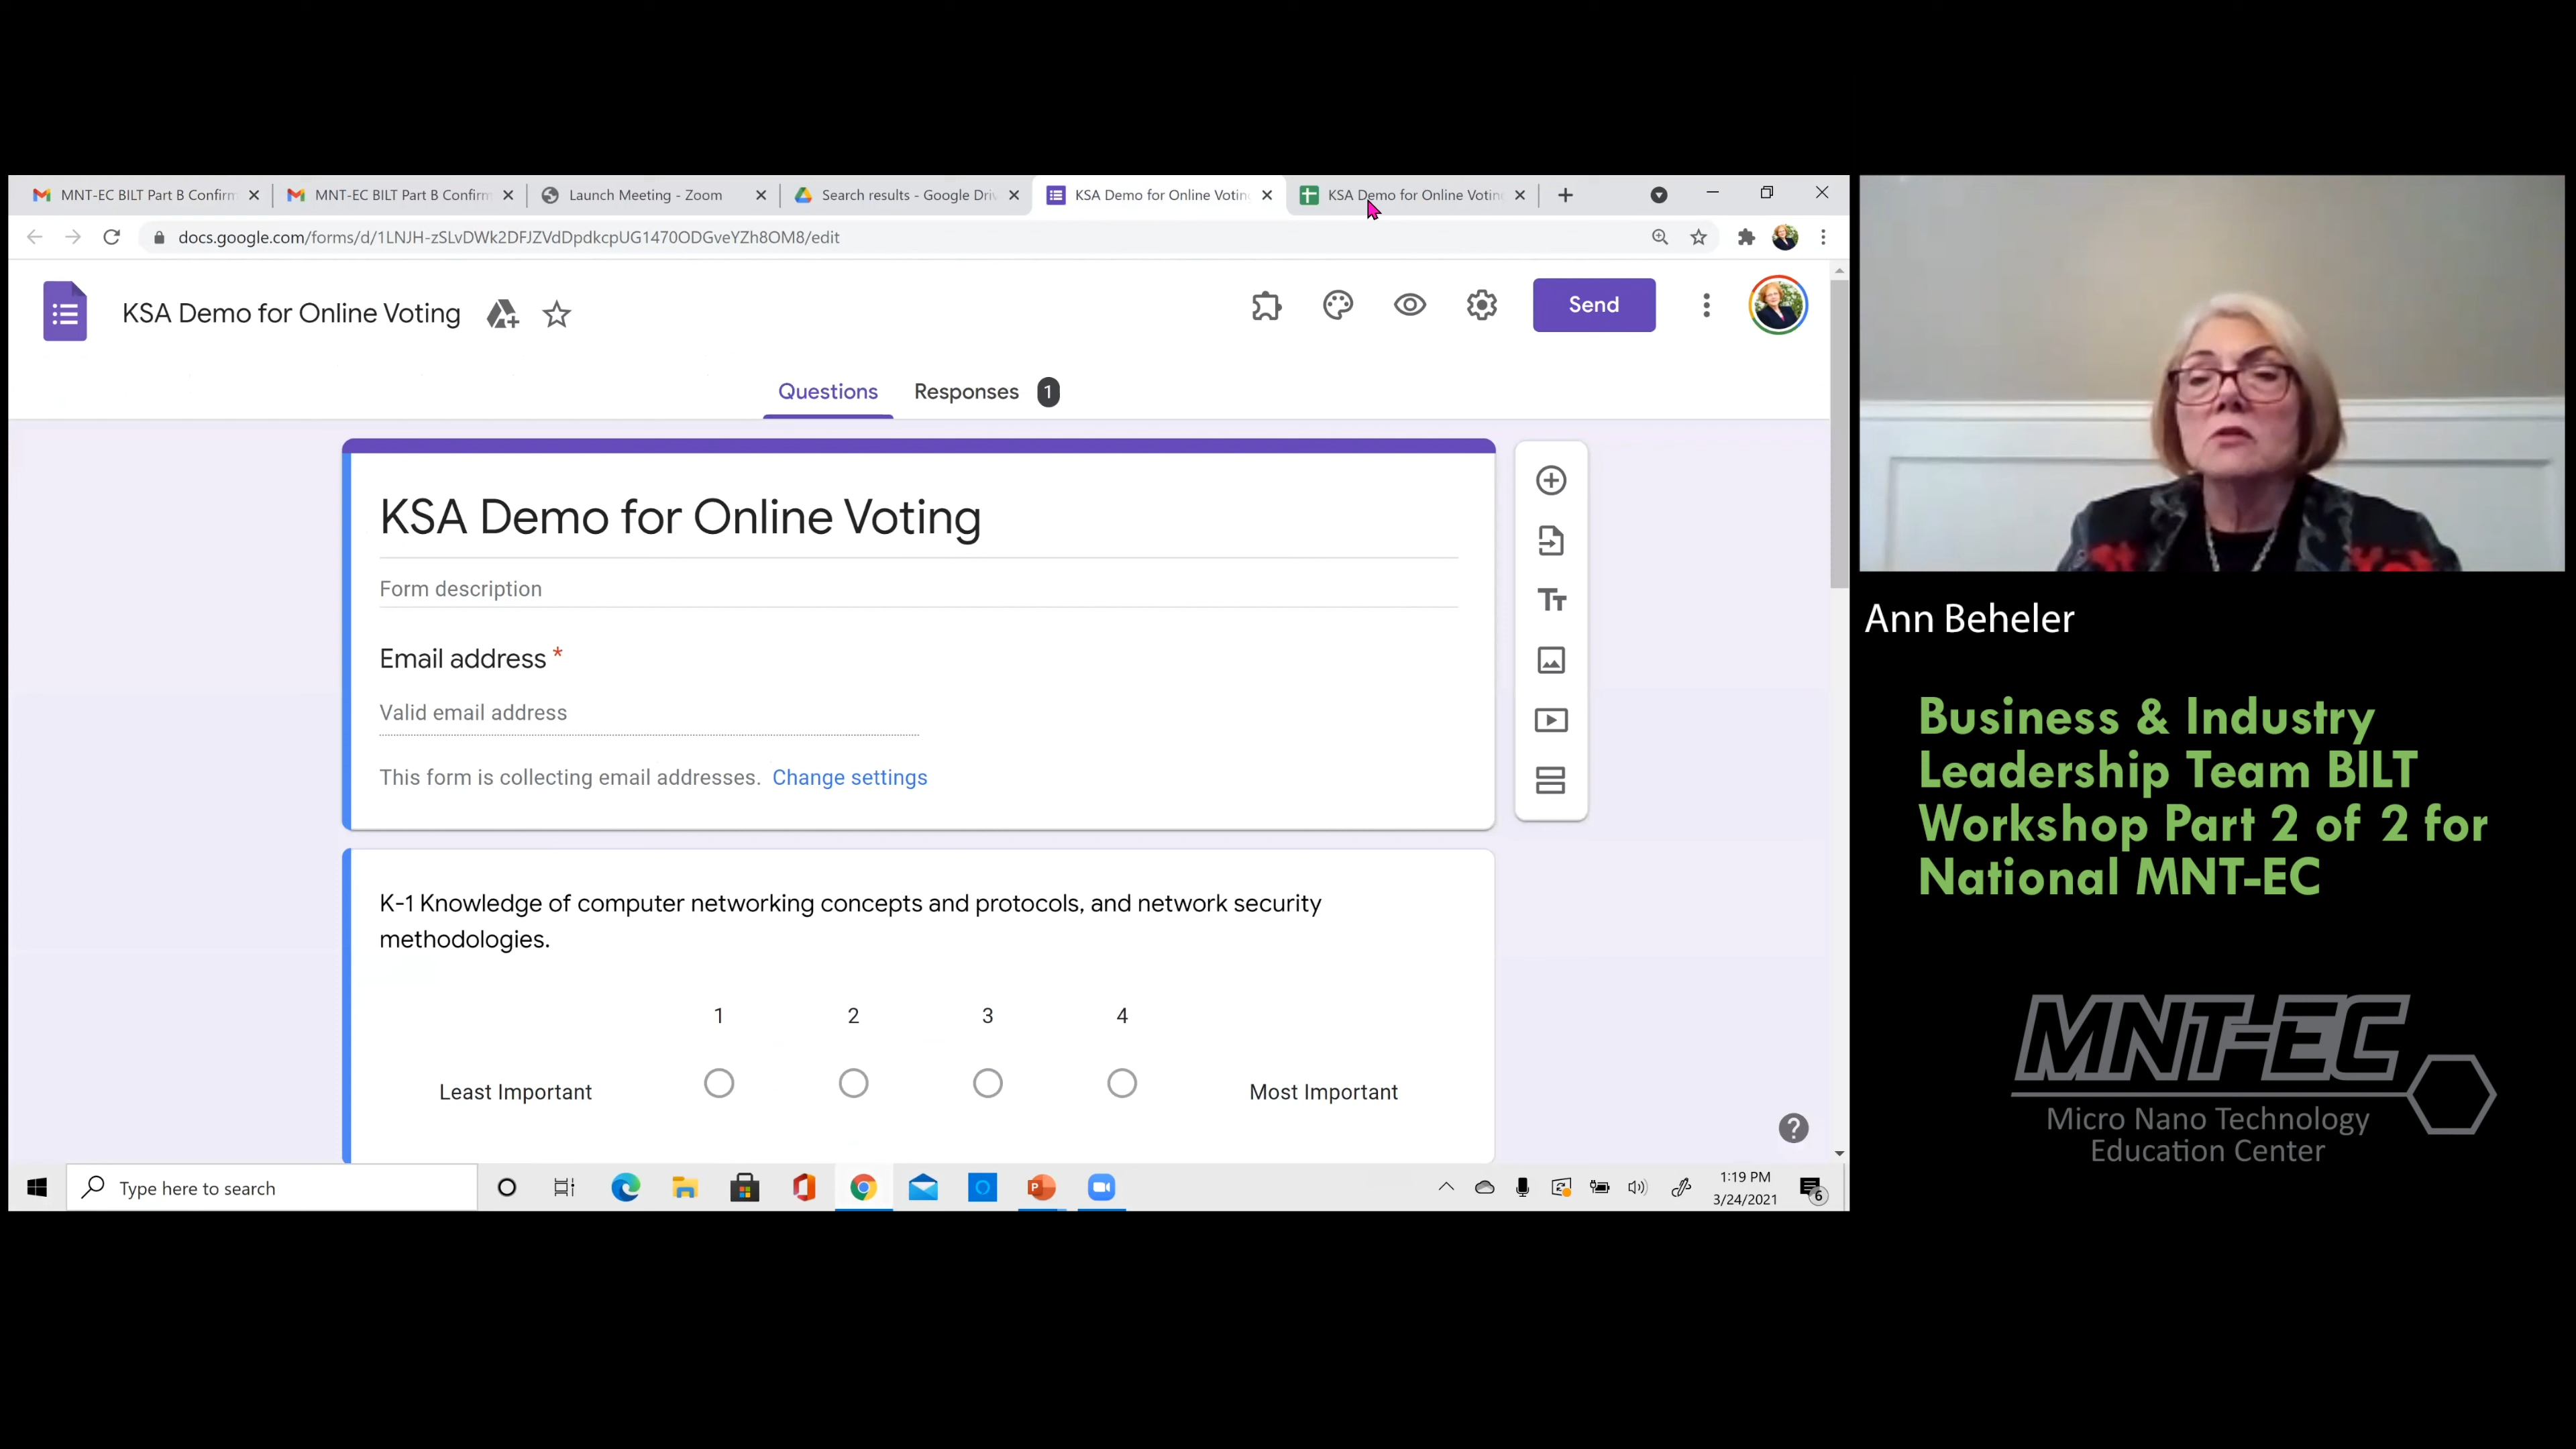 MNT-EC BILT Part B Confirm
MNT-EC BILT Part B Confirm
Launch Meeting - Zoom
Search results - Google Driv
KSA Demo for Online Voting
KSA Demo for Online Voting
docs.google.com/forms/d/1LNJH-zSLvDWk2DFJZVdDpdkcpUG1470ODGveYZh8OM8/edit
KSA Demo for Online Voting
Send
Questions
Responses 1
KSA Demo for Online Voting
Form description
Email address *
Valid email address
This form is collecting email addresses. Change settings
K-1 Knowledge of computer networking concepts and protocols, and network security
methodologies.
1 2 3 4
Least Important
Most Important
Type here to search
1:19 PM
3/24/2021
6
Ann Beheler
Business & Industry
Leadership Team BILT
Workshop Part 2 of 2 for
National MNT-EC
MNT-EC
Micro Nano Technology
Education Center